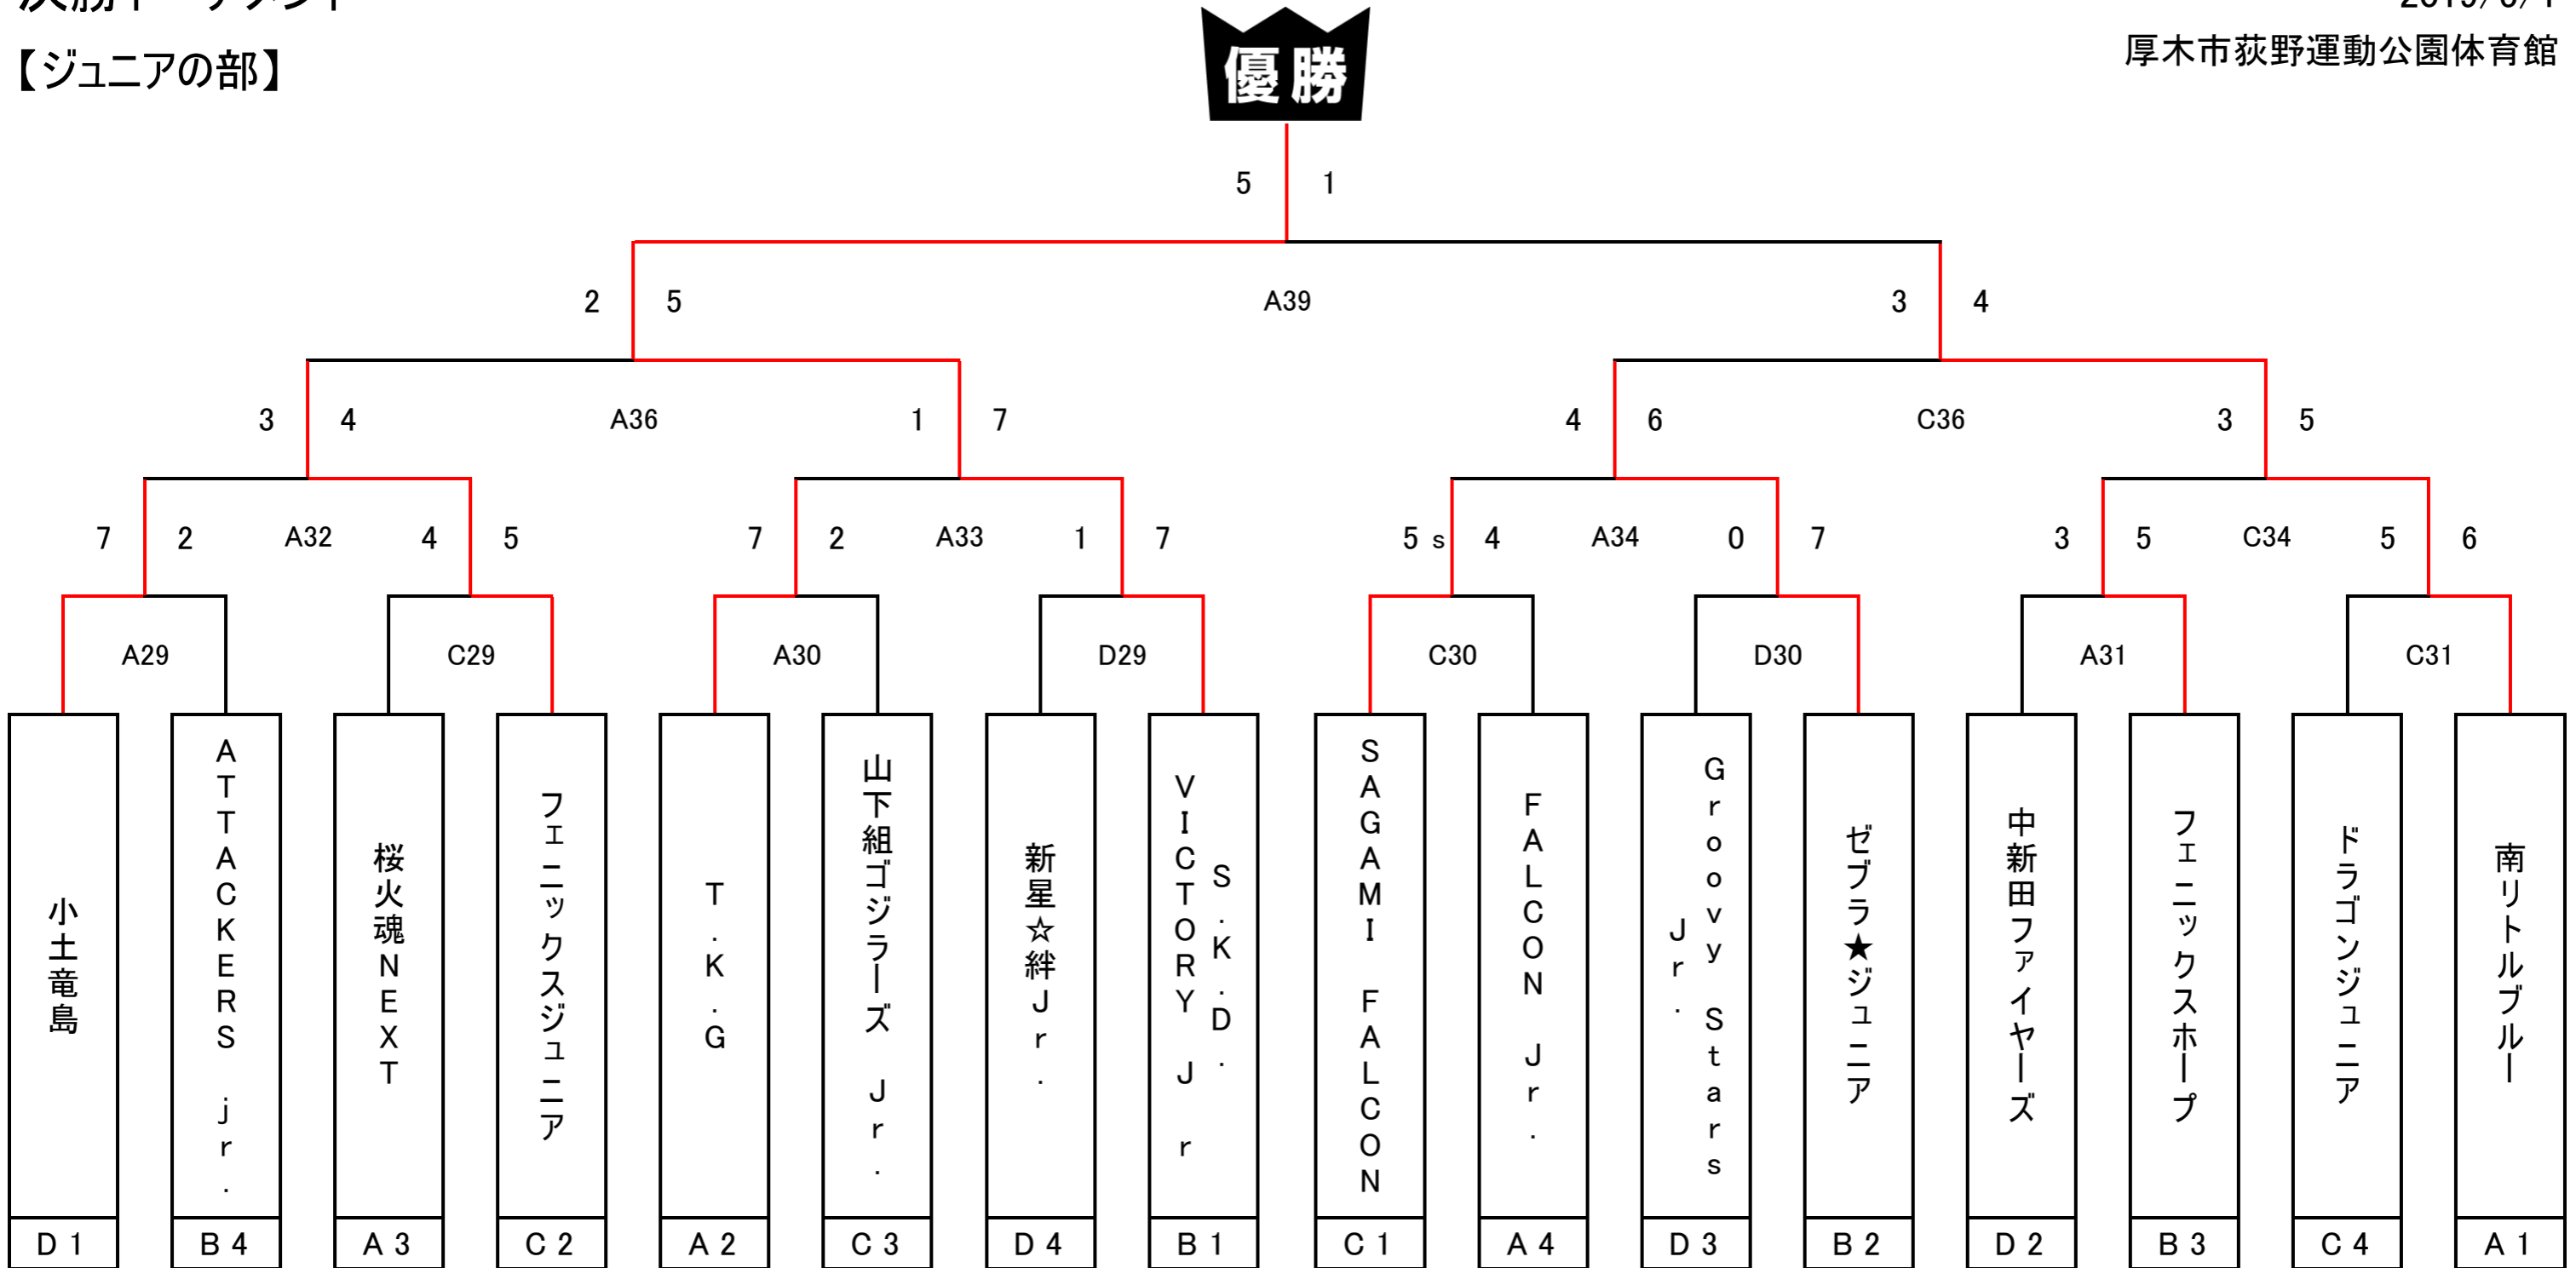 【ジュニアの部】
優勝
厚木市荻野運動公園体育館
5 1
2 5 A39 3 4
3 4 A36 1 7 4 6 C36 3 5
7 2 A32 4 5 7 2 A33 1 7 5 s 4 A34 0 7 3 5 C34 5 6
A29 C29 A30 D29 C30 D30 A31 C31
小土竜島
ATTACKERS jr.
桜火魂NEXT
フェニックスジュニア
T.K.G
山下組ゴジラーズ Jr.
新星☆絆Jr.
S.K.D.
VICTORY Jr
SAGAMI FALCON
FALCON Jr.
Groovy Stars
Jr.
ゼブラ★ジュニア
中新田ファイヤーズ
フェニックスホープ
ドラゴンジュニア
南リトルブルー
D1 B4 A3 C2 A2 C3 D4 B1 C1 A4 D3 B2 D2 B3 C4 A1